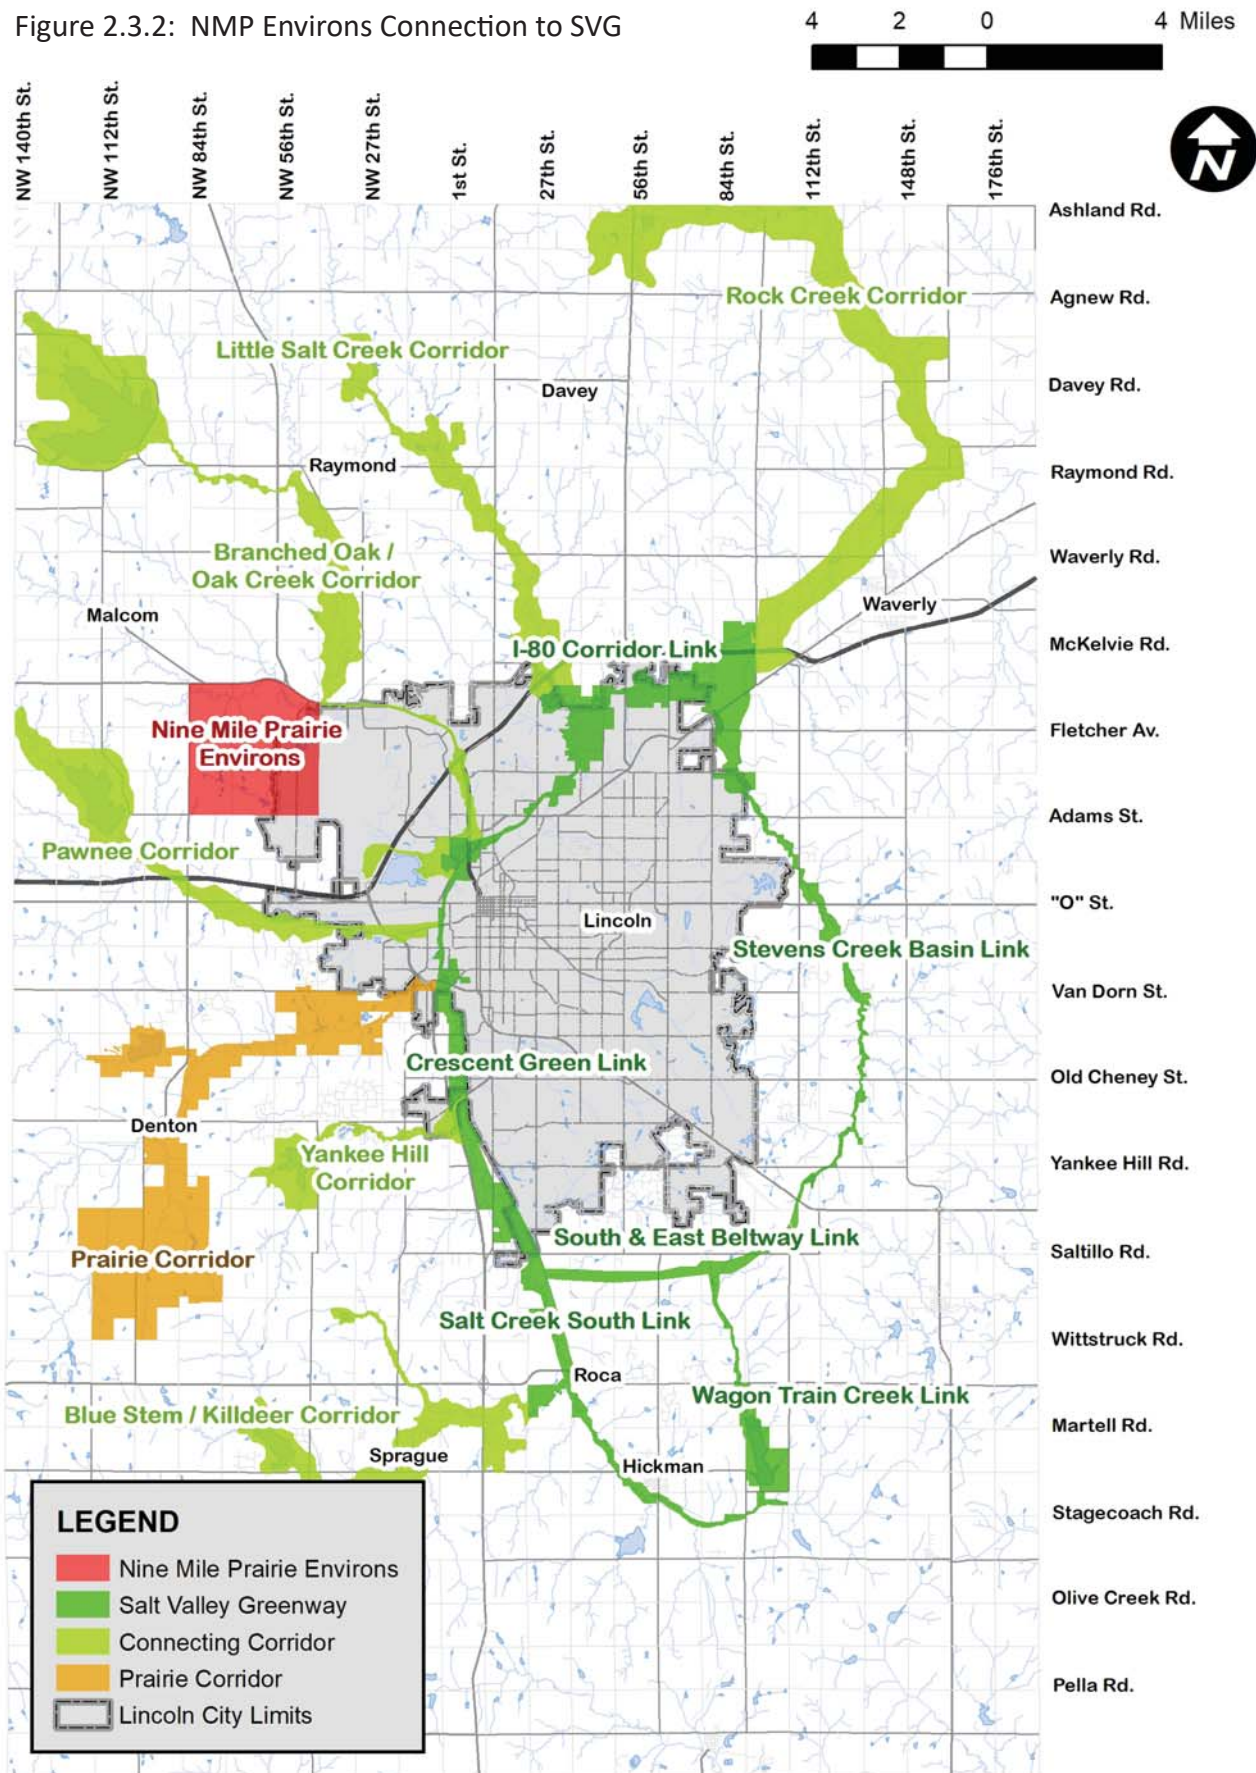 Figure 2.3.2: NMP Environs Connection to SVG
4 2 0 4 Miles
N
NW 140th St.
NW 112th St.
NW 84th St.
NW 56th St.
NW 27th St.
1st St.
27th St.
56th St.
84th St.
112th St.
148th St.
176th St.
Ashland Rd.
Agnew Rd.
Davey Rd.
Raymond Rd.
Waverly Rd.
McKelvie Rd.
Fletcher Av.
Adams St.
"O" St.
Van Dorn St.
Old Cheney St.
Yankee Hill Rd.
Saltillo Rd.
Wittstruck Rd.
Martell Rd.
Stagecoach Rd.
Olive Creek Rd.
Pella Rd.
Rock Creek Corridor
Little Salt Creek Corridor
Davey
Raymond
Branched Oak /
Oak Creek Corridor
Malcom
Waverly
I-80 Corridor Link
Nine Mile Prairie
Environs
Pawnee Corridor
Lincoln
Stevens Creek Basin Link
Crescent Green Link
Denton
Yankee Hill
Corridor
South & East Beltway Link
Prairie Corridor
Salt Creek South Link
Roca
Wagon Train Creek Link
Blue Stem / Killdeer Corridor
Sprague
Hickman
LEGEND
Nine Mile Prairie Environs
Salt Valley Greenway
Connecting Corridor
Prairie Corridor
Lincoln City Limits